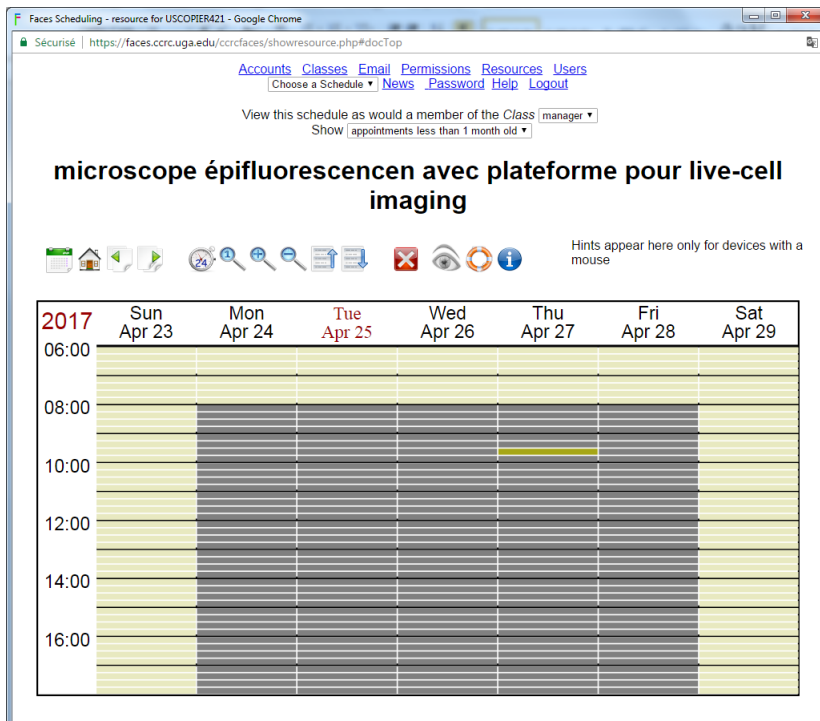 Faces Scheduling - resource for USCOPIER421 - Google Chrome
Sécurisé | https://faces.ccrc.uga.edu/ccrcfaces/showresource.php#docTop
Accounts Classes Email Permissions Resources Users
Choose a Schedule News Password Help Logout
View this schedule as would a member of the Class manager
Show appointments less than 1 month old
microscope épifluorescencen avec plateforme pour live-cell
imaging
24 1
Hints appear here only for devices with a
mouse
2017 Sun Mon Tue Wed Thu Fri Sat
Apr 23 Apr 24 Apr 25 Apr 26 Apr 27 Apr 28 Apr 29
06:00
08:00
10:00
12:00
14:00
16:00